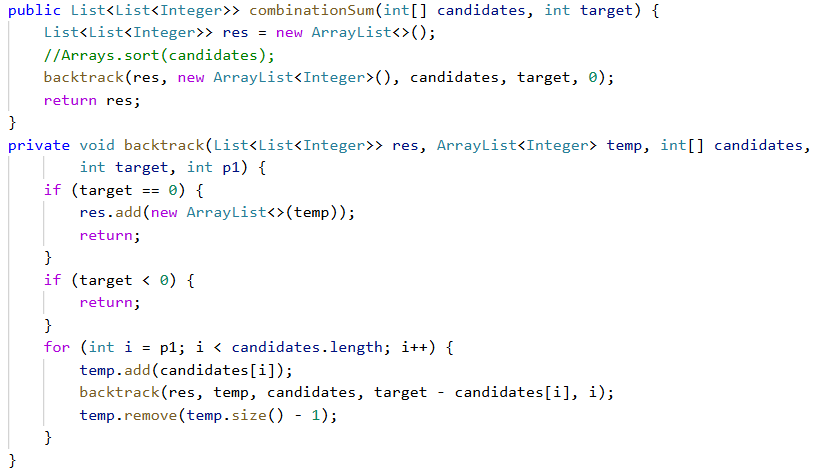 public List<List<Integer>> combinationSum(int[] candidates, int target) {
    List<List<Integer>> res = new ArrayList<>();
    //Arrays.sort(candidates);
    backtrack(res, new ArrayList<Integer>(), candidates, target, 0);
    return res;
}
private void backtrack(List<List<Integer>> res, ArrayList<Integer> temp, int[] candidates,
        int target, int p1) {
    if (target == 0) {
        res.add(new ArrayList<>(temp));
        return;
    }
    if (target < 0) {
        return;
    }
    for (int i = p1; i < candidates.length; i++) {
        temp.add(candidates[i]);
        backtrack(res, temp, candidates, target - candidates[i], i);
        temp.remove(temp.size() - 1);
    }
}